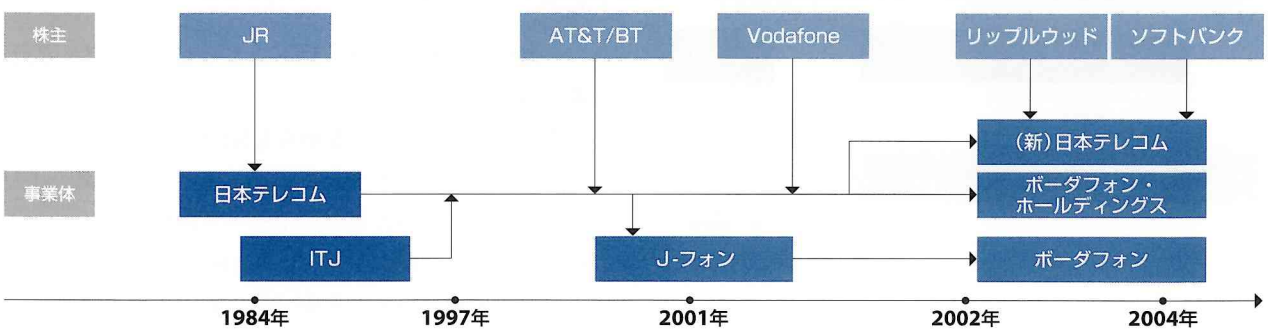 株主
JR
AT&T/BT
Vodafone
リップルウッド
ソフトバンク
(新)日本テレコム
事業体
日本テレコム
ボーダフォン・
ホールディングス
ITJ
J-フォン
ボーダフォン
1984年
1997年
2001年
2002年
2004年